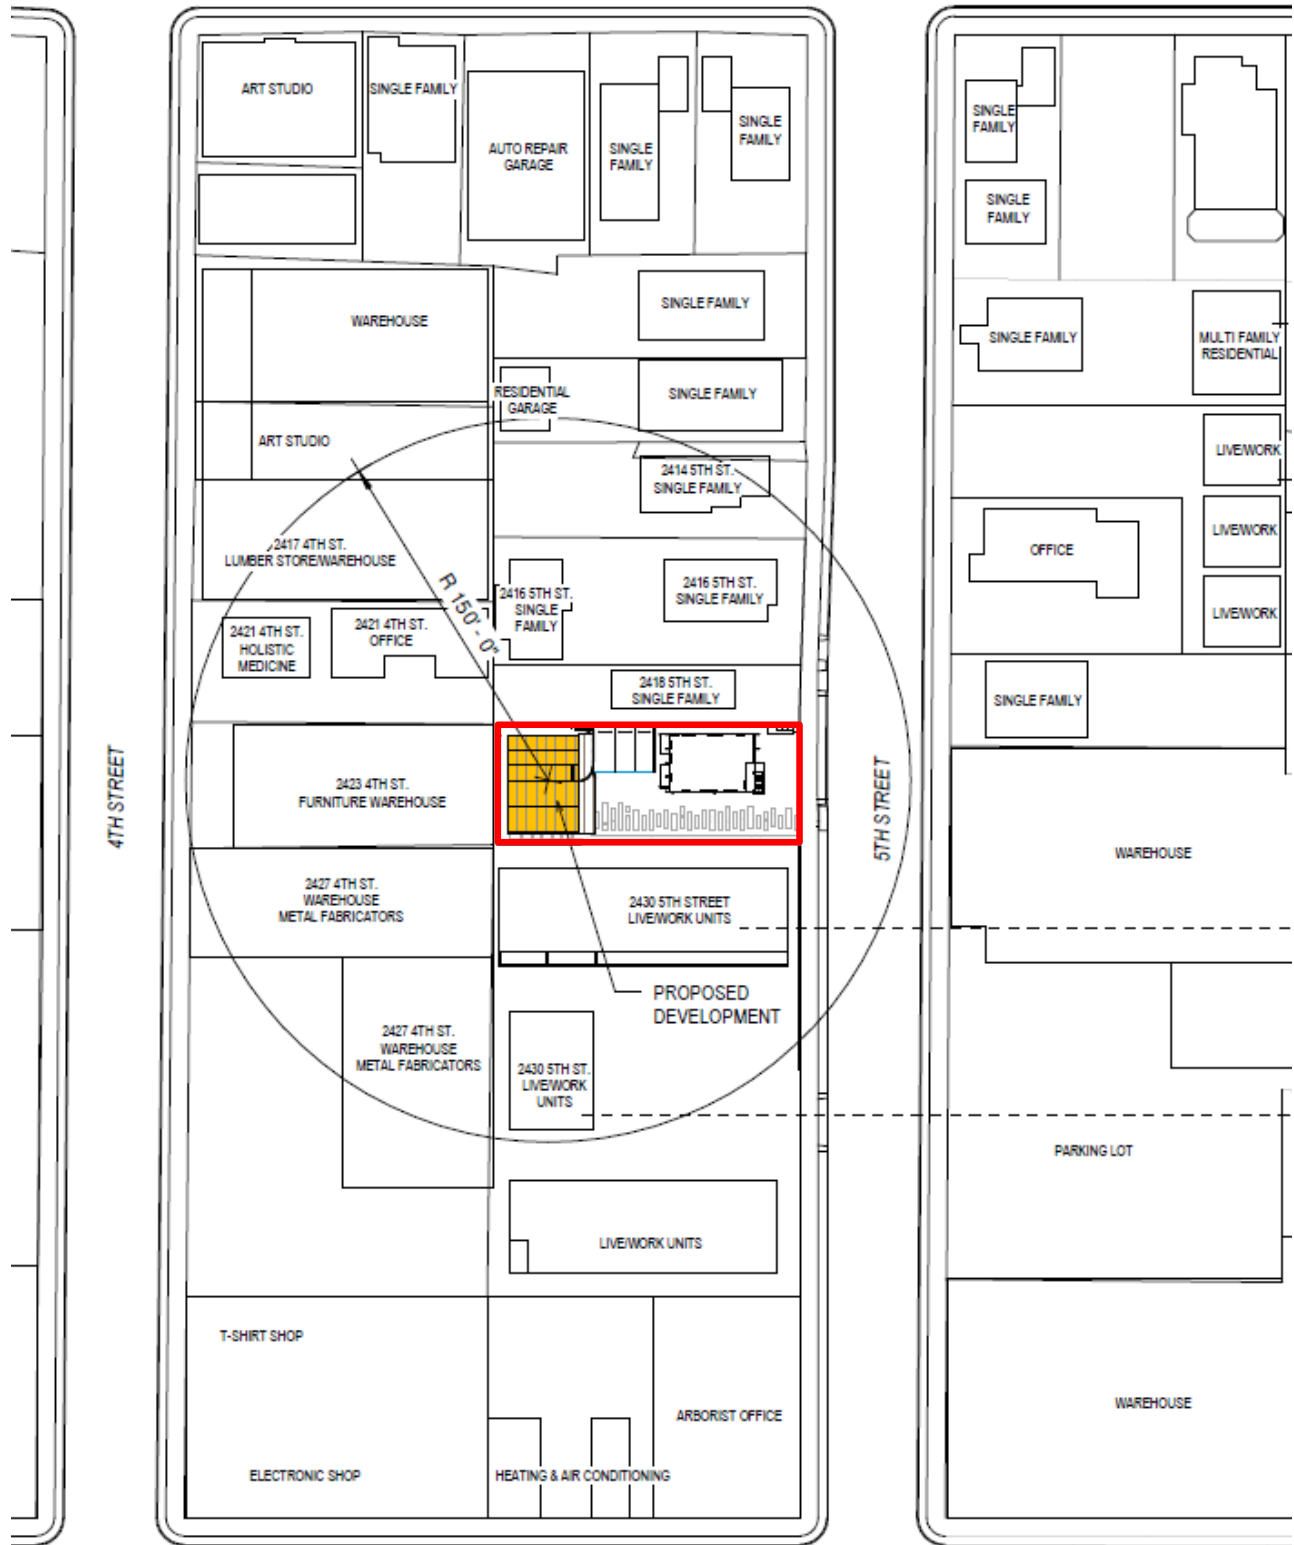 ART STUDIO
SINGLE FAMILY
AUTO REPAIR
GARAGE
SINGLE
FAMILY
SINGLE
FAMILY
SINGLE
FAMILY
SINGLE
FAMILY
SINGLE FAMILY
WAREHOUSE
SINGLE FAMILY
MULTI FAMILY
RESIDENTIAL
RESIDENTIAL
GARAGE
SINGLE FAMILY
ART STUDIO
LIVE/WORK
2414 5TH ST.
SINGLE FAMILY
2417 4TH ST.
LUMBER STORE/WAREHOUSE
R 150' - 0"
LIVE/WORK
OFFICE
2416 5TH ST.
SINGLE
FAMILY
2416 5TH ST.
SINGLE FAMILY
LIVE/WORK
2421 4TH ST.
HOLISTIC
MEDICINE
2421 4TH ST.
OFFICE
2418 5TH ST.
SINGLE FAMILY
SINGLE FAMILY
4TH STREET
2423 4TH ST.
FURNITURE WAREHOUSE
5TH STREET
WAREHOUSE
2427 4TH ST.
WAREHOUSE
METAL FABRICATORS
2430 5TH STREET
LIVE/WORK UNITS
PROPOSED
DEVELOPMENT
2427 4TH ST.
WAREHOUSE
METAL FABRICATORS
2430 5TH ST.
LIVE/WORK
UNITS
PARKING LOT
LIVE/WORK UNITS
T-SHIRT SHOP
ARBORIST OFFICE
WAREHOUSE
ELECTRONIC SHOP
HEATING & AIR CONDITIONING